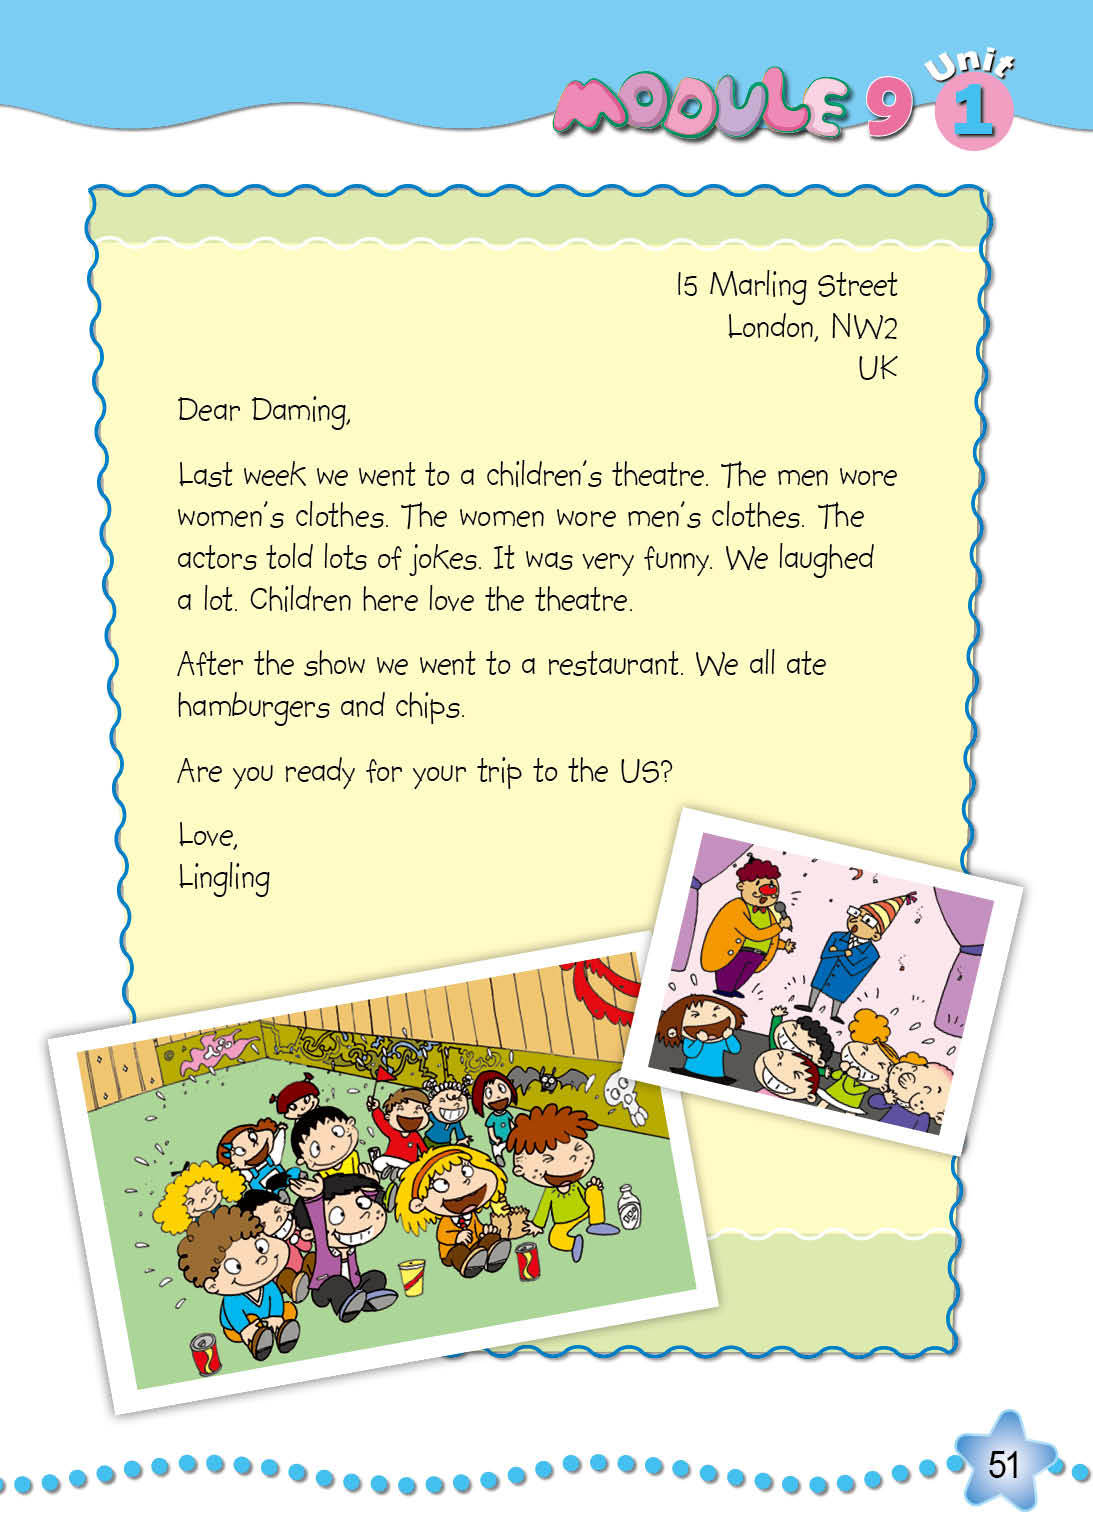 MODULE 9 Unit 1
15 Marling Street
London, NW2
UK
Dear Daming,
Last week we went to a children's theatre. The men wore
women's clothes. The women wore men's clothes. The
actors told lots of jokes. It was very funny. We laughed
a lot. Children here love the theatre.
After the show we went to a restaurant. We all ate
hamburgers and chips.
Are you ready for your trip to the US?
Love,
Lingling
51